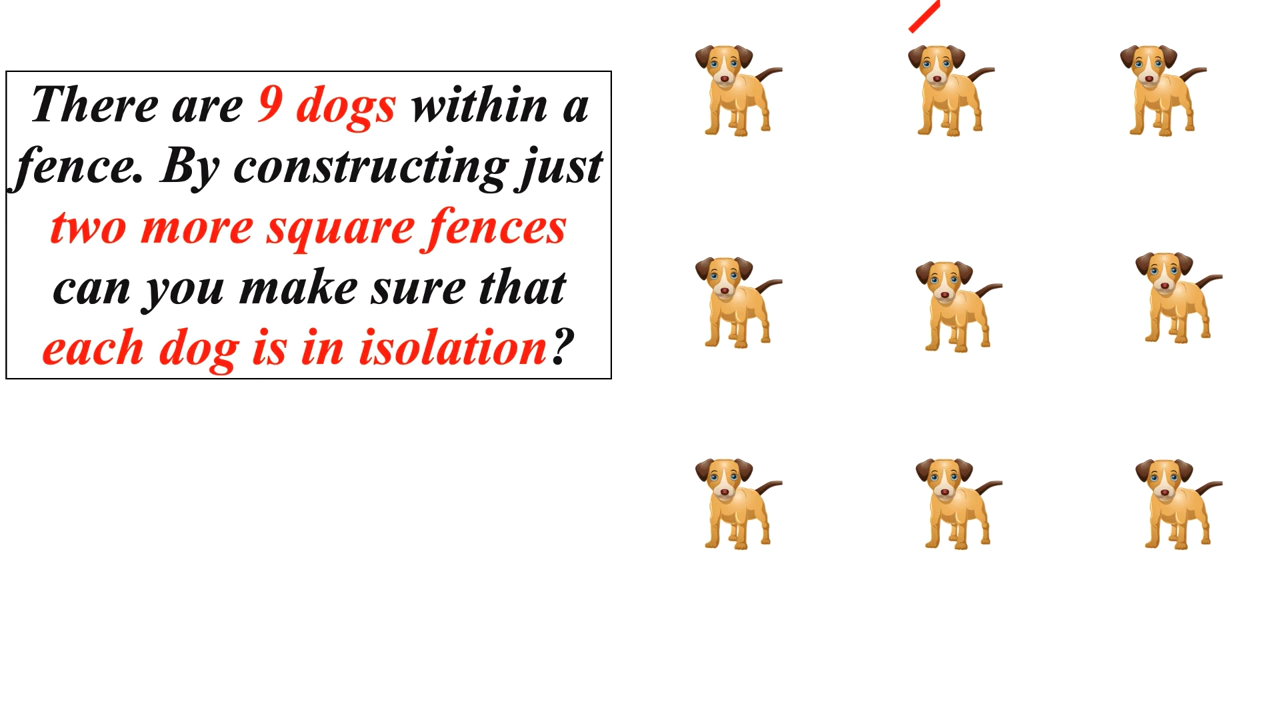 There are 9 dogs within a
fence. By constructing just
two more square fences
can you make sure that
each dog is in isolation?